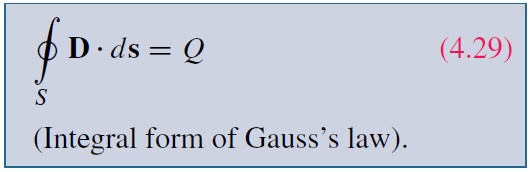 ∮ D · ds = Q (4.29)
S
(Integral form of Gauss's law).